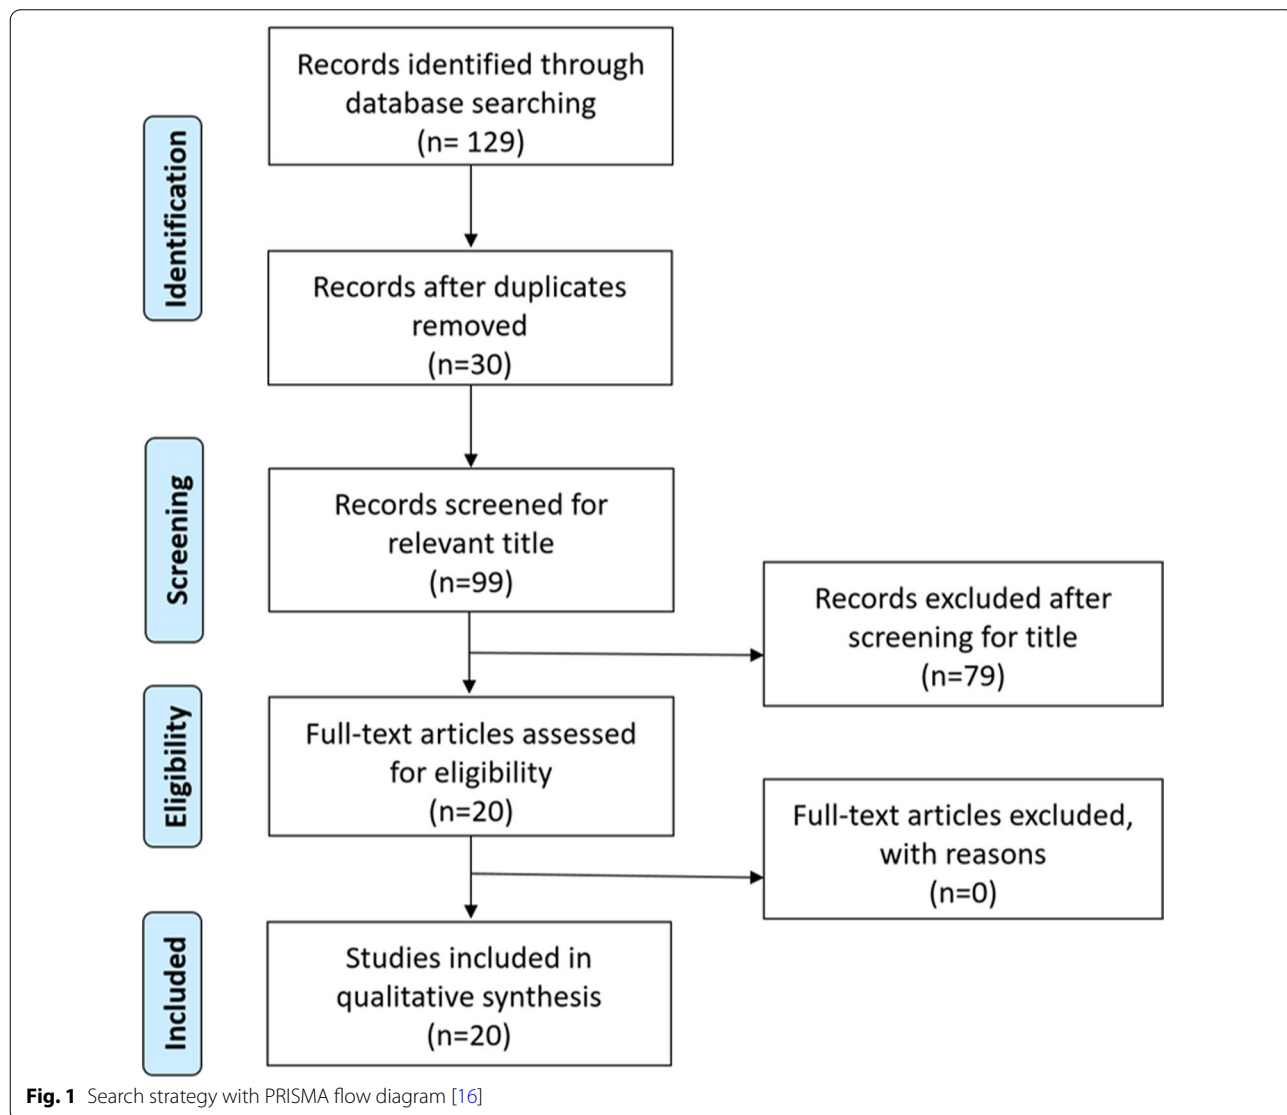 Records identified through
database searching
(n= 129)
Identification
Records after duplicates
removed
(n=30)
Screening
Records screened for
relevant title
(n=99)
Records excluded after
screening for title
(n=79)
Eligibility
Full-text articles assessed
for eligibility
(n=20)
Full-text articles excluded,
with reasons
(n=0)
Included
Studies included in
qualitative synthesis
(n=20)
Fig. 1 Search strategy with PRISMA flow diagram [16]